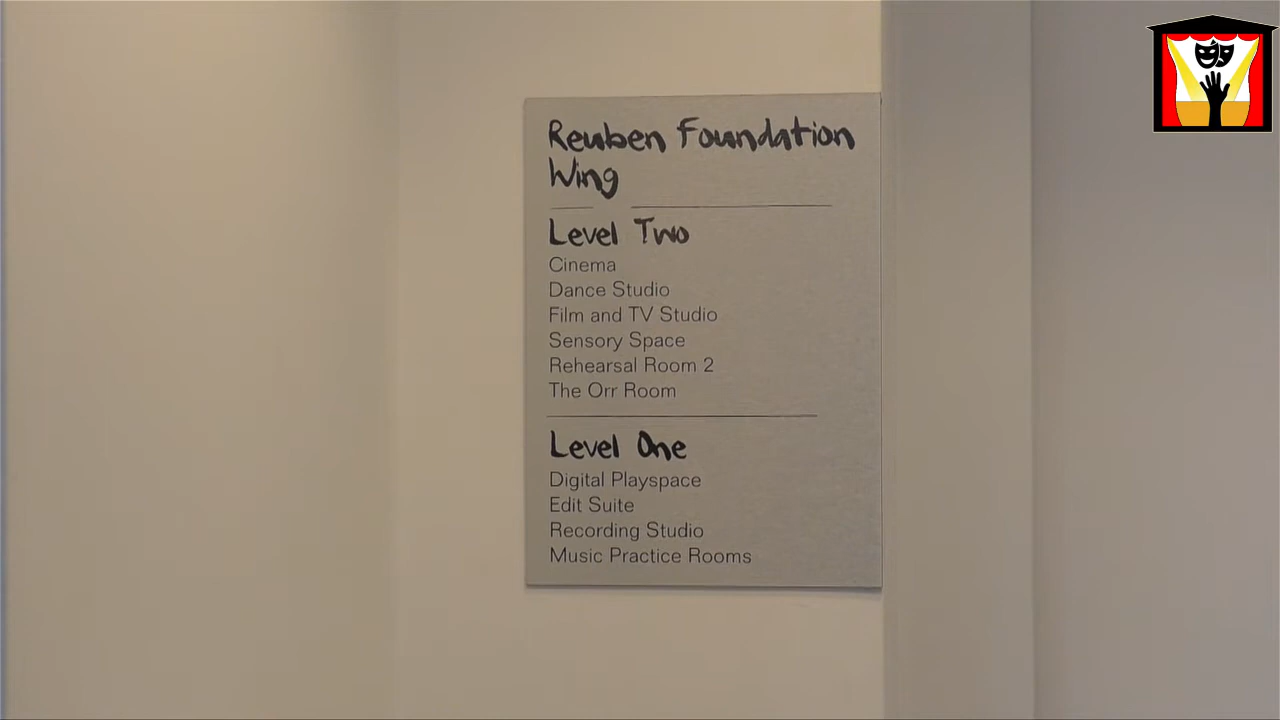 Reuben Foundation
Wing
Level Two
Cinema
Dance Studio
Film and TV Studio
Sensory Space
Rehearsal Room 2
The Orr Room
Level One
Digital Playspace
Edit Suite
Recording Studio
Music Practice Rooms